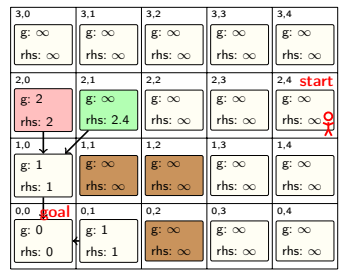 3,0 3,1 3,2 3,3 3,4
g: ∞ g: ∞ g: ∞ g: ∞ g: ∞
rhs: ∞ rhs: ∞ rhs: ∞ rhs: ∞ rhs: ∞
2,0 2,1 2,2 2,3 2,4 start
g: 2 g: ∞ g: ∞ g: ∞ g: ∞
rhs: 2 rhs: 2.4 rhs: ∞ rhs: ∞ rhs: ∞
1,0 1,1 1,2 1,3 1,4
g: 1 g: ∞ g: ∞ g: ∞ g: ∞
rhs: 1 rhs: ∞ rhs: ∞ rhs: ∞ rhs: ∞
0,0 goal 0,1 0,2 0,3 0,4
g: 0 g: 1 g: ∞ g: ∞ g: ∞
rhs: 0 rhs: 1 rhs: ∞ rhs: ∞ rhs: ∞